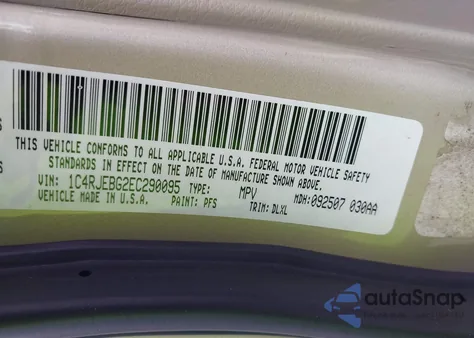 THIS VEHICLE CONFORMS TO ALL APPLICABLE U.S.A. FEDERAL MOTOR VEHICLE SAFETY
STANDARDS IN EFFECT ON THE DATE OF MANUFACTURE SHOWN ABOVE.
VIN: 1C4RJEBG2EC290095 TYPE: MPV MDH:092507 030AA
VEHICLE MADE IN U.S.A. PAINT: PFS TRIM: DLXL
autoSnap